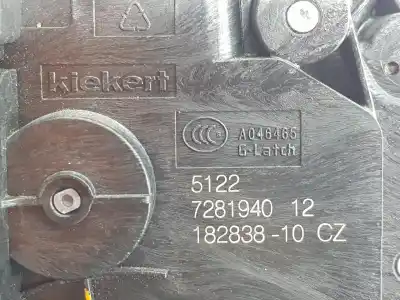 kiekert
A046465
G-Latch
5122
7281940 12
182838-10 CZ